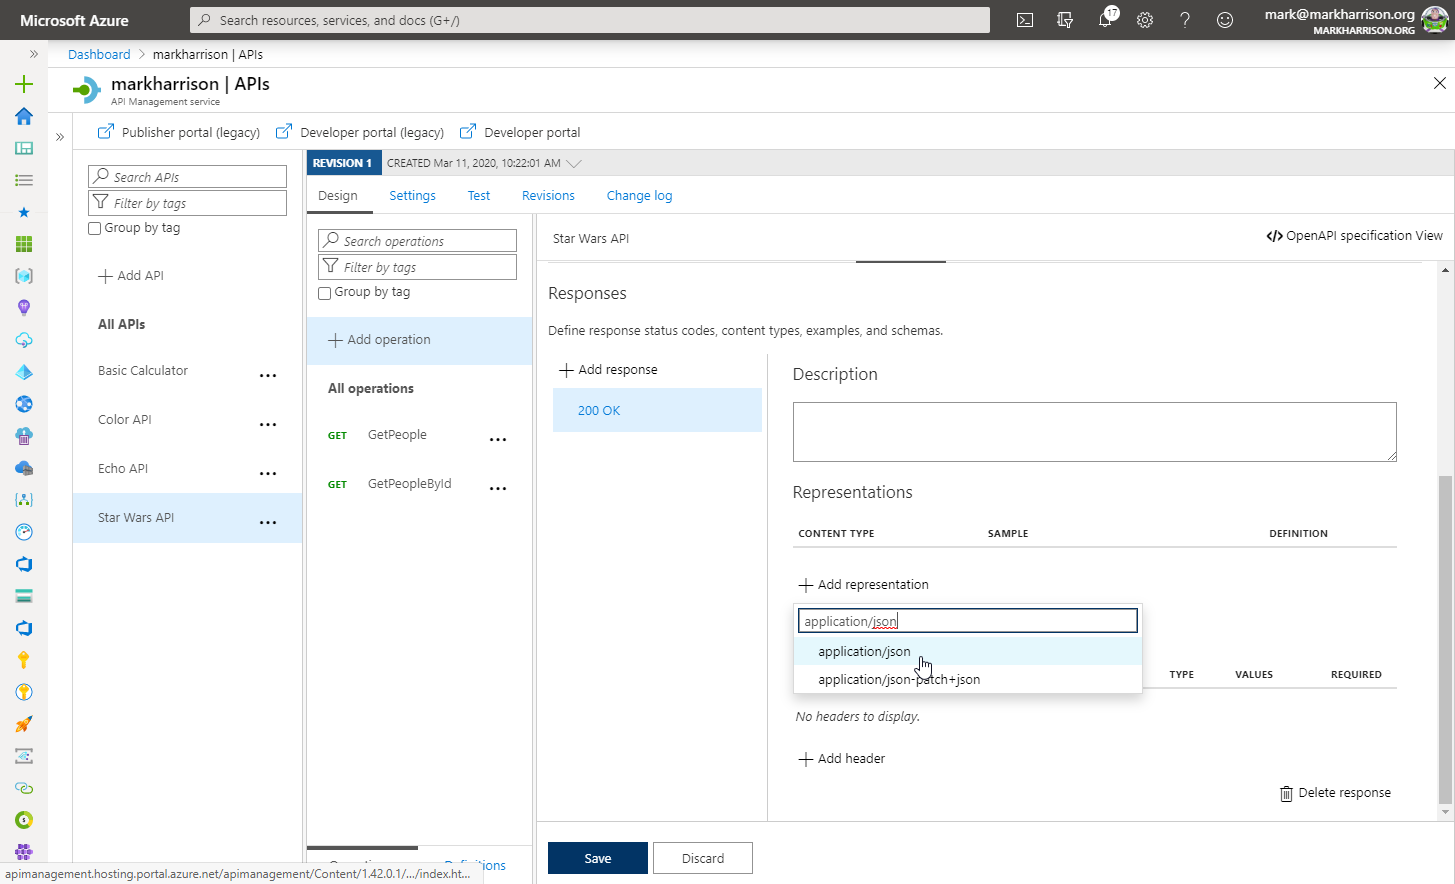 Microsoft Azure
Search resources, services, and docs (G+/)
17
mark@markharrison.org
MARKHARRISON.ORG
Dashboard > markharrison | APIs
markharrison | APIs
API Management service
Publisher portal (legacy)
Developer portal (legacy)
Developer portal
Search APIs
Filter by tags
Group by tag
Add API
All APIs
Basic Calculator
Color API
Echo API
Star Wars API
REVISION 1
CREATED Mar 11, 2020, 10:22:01 AM
Design
Settings
Test
Revisions
Change log
Search operations
Filter by tags
Group by tag
Add operation
All operations
GET GetPeople
GET GetPeopleById
Definitions
Star Wars API
OpenAPI specification View
Responses
Define response status codes, content types, examples, and schemas.
Add response
200 OK
Description
Representations
CONTENT TYPE SAMPLE DEFINITION
Add representation
application/json
application/json
application/json-patch+json
TYPE VALUES REQUIRED
No headers to display.
Add header
Delete response
Save
Discard
apimanagement.hosting.portal.azure.net/apimanagement/Content/1.42.0.1/.../index.ht...